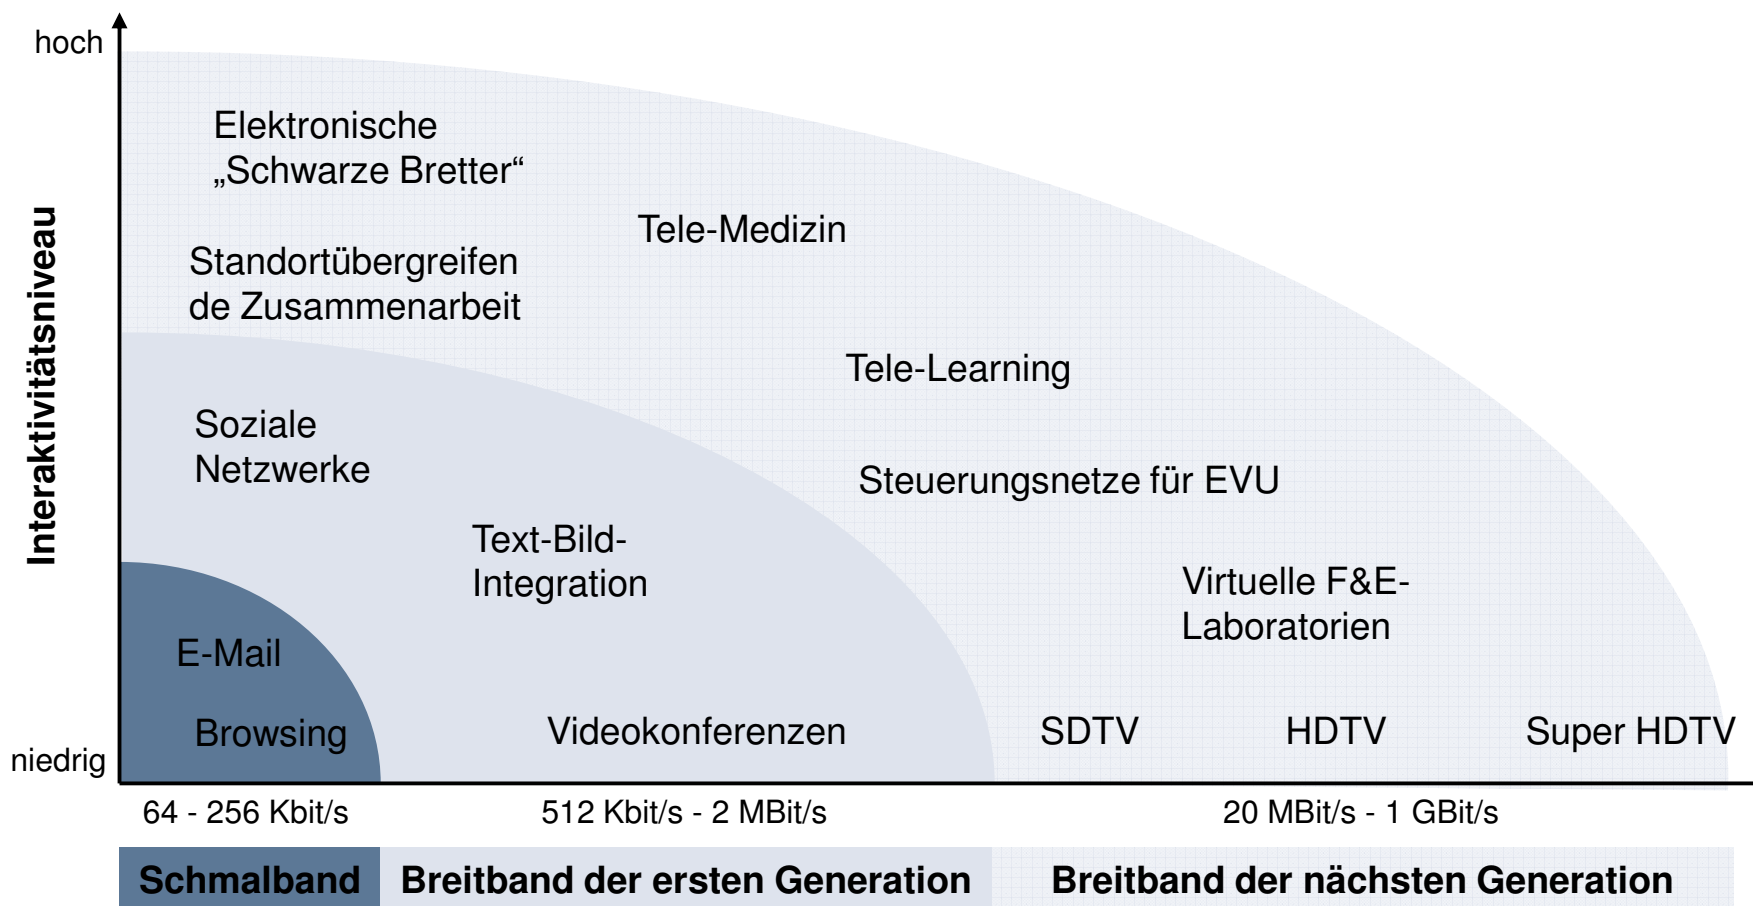 hoch
Interaktivitätsniveau
niedrig
Elektronische
„Schwarze Bretter“
Tele-Medizin
Standortübergreifen
de Zusammenarbeit
Tele-Learning
Soziale
Netzwerke
Steuerungsnetze für EVU
Text-Bild-
Integration
Virtuelle F&E-
Laboratorien
E-Mail
Browsing
Videokonferenzen
SDTV
HDTV
Super HDTV
64 - 256 Kbit/s
512 Kbit/s - 2 MBit/s
20 MBit/s - 1 GBit/s
Schmalband
Breitband der ersten Generation
Breitband der nächsten Generation